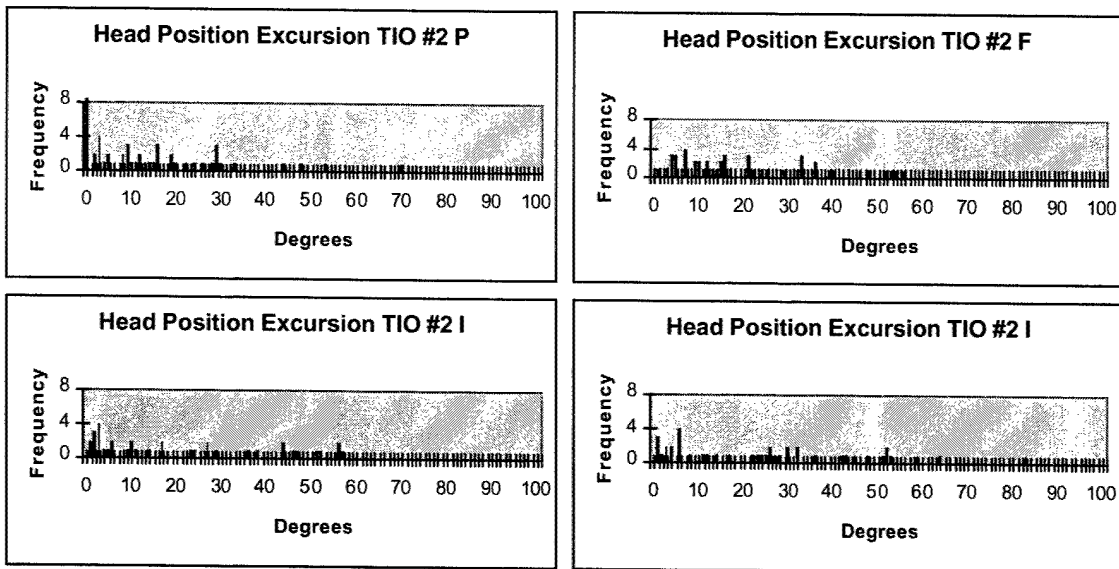 Head Position Excursion TIO #2 P
Frequency
8
4
0
0 10 20 30 40 50 60 70 80 90 100
Degrees
Head Position Excursion TIO #2 F
Frequency
8
4
0
0 10 20 30 40 50 60 70 80 90 100
Degrees
Head Position Excursion TIO #2 I
Frequency
8
4
0
0 10 20 30 40 50 60 70 80 90 100
Degrees
Head Position Excursion TIO #2 I
Frequency
8
4
0
0 10 20 30 40 50 60 70 80 90 100
Degrees